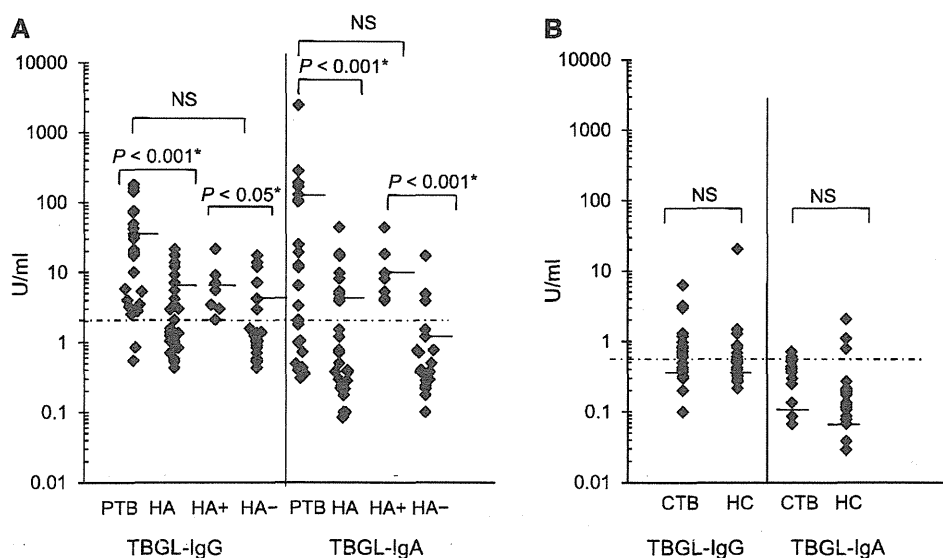 A
B
NS
10000
P < 0.001*
1000
NS
P < 0.001*
P < 0.05*
P < 0.001*
100
U/ml
10
1
0.1
0.01
PTB HA HA+ HA− PTB HA HA+ HA−
TBGL-IgG TBGL-IgA
10000
1000
NS NS
100
U/ml
10
1
0.1
0.01
CTB HC CTB HC
TBGL-IgG TBGL-IgA